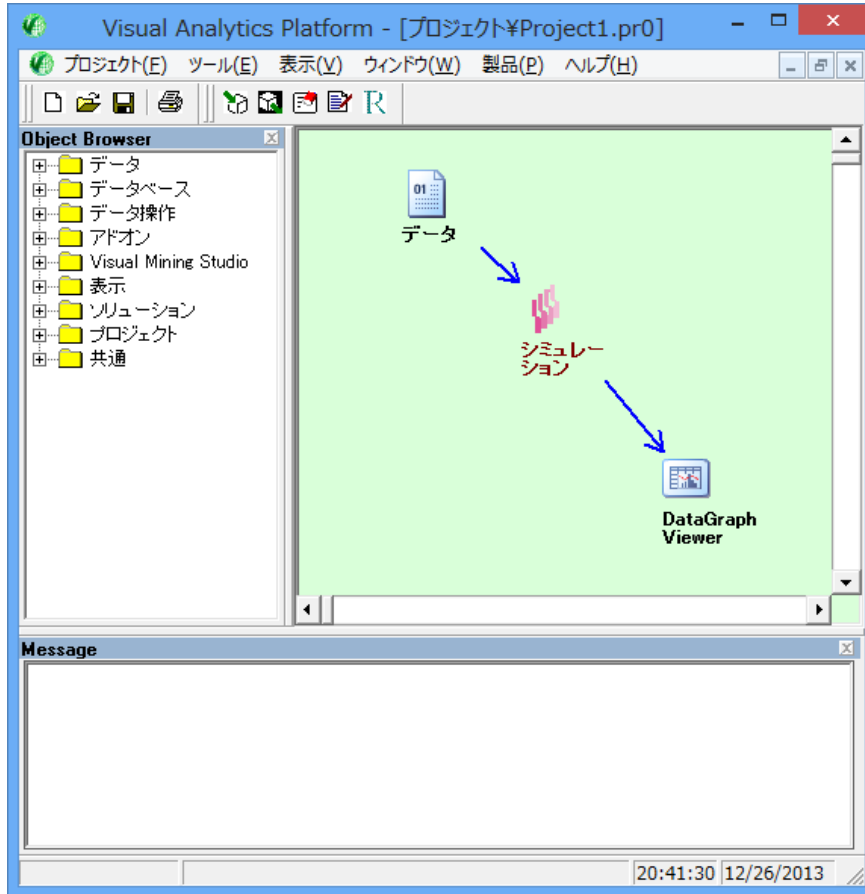 Visual Analytics Platform - [プロジェクト¥Project1.pr0]
プロジェクト(F) ツール(E) 表示(V) ウィンドウ(W) 製品(P) ヘルプ(H)
R
Object Browser
データ
データベース
データ操作
アドオン
Visual Mining Studio
表示
ソリューション
プロジェクト
共通
01
データ
シミュレー
ション
DataGraph
Viewer
Message
20:41:30 12/26/2013